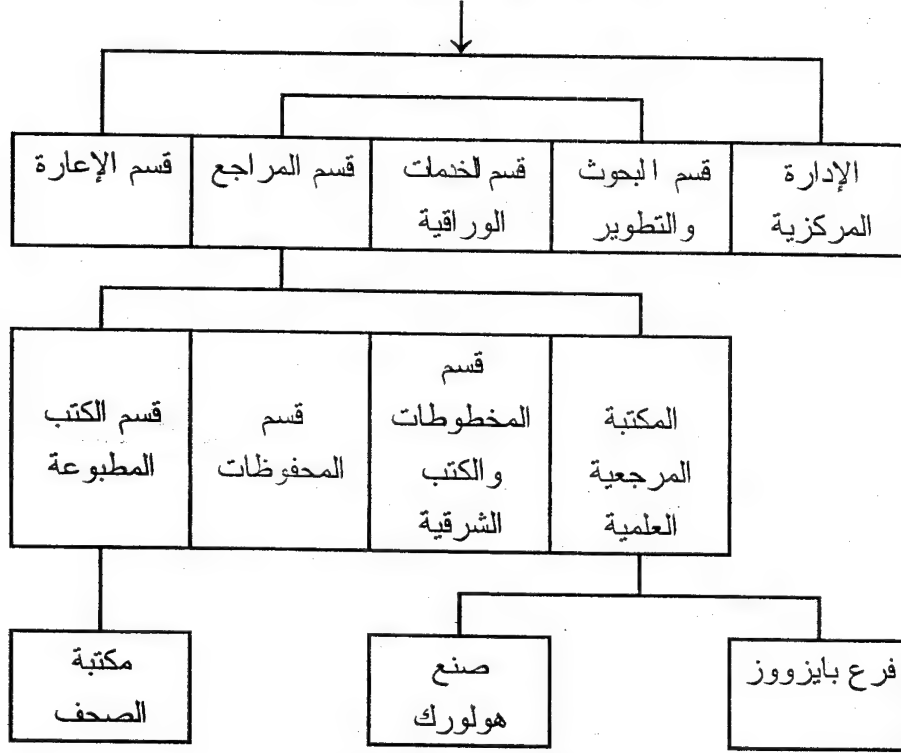 الإدارة
المركزية
قسم البحوث
والتطوير
قسم الخدمات
الوراقية
قسم المراجع
قسم الإعارة
المكتبة
المرجعية
العلمية
قسم
المخطوطات
والكتب
الشرقية
قسم
المحفوظات
قسم الكتب
المطبوعة
فرع بايزووز
صنع
هولورك
مكتبة
الصحف